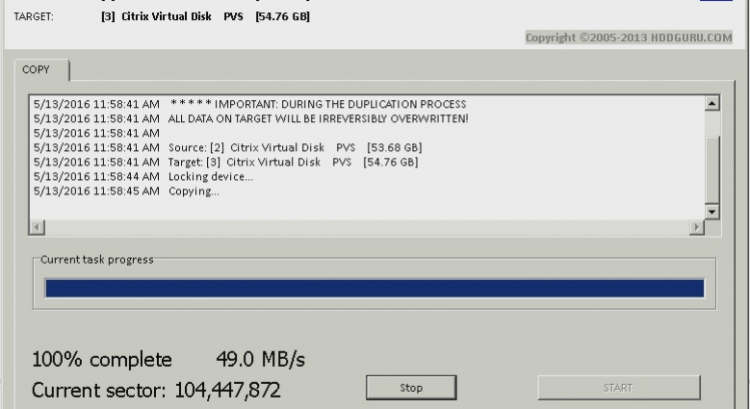 TARGET: [3] Citrix Virtual Disk PVS [54.76 GB]
Copyright ©2005-2013 HDDGURU.COM
COPY
5/13/2016 11:58:41 AM * * * * * IMPORTANT: DURING THE DUPLICATION PROCESS
5/13/2016 11:58:41 AM ALL DATA ON TARGET WILL BE IRREVERSIBLY OVERWRITTEN!
5/13/2016 11:58:41 AM
5/13/2016 11:58:41 AM Source: [2] Citrix Virtual Disk PVS [53.68 GB]
5/13/2016 11:58:41 AM Target: [3] Citrix Virtual Disk PVS [54.76 GB]
5/13/2016 11:58:44 AM Locking device...
5/13/2016 11:58:45 AM Copying...
Current task progress
100% complete 49.0 MB/s
Current sector: 104,447,872
Stop
START